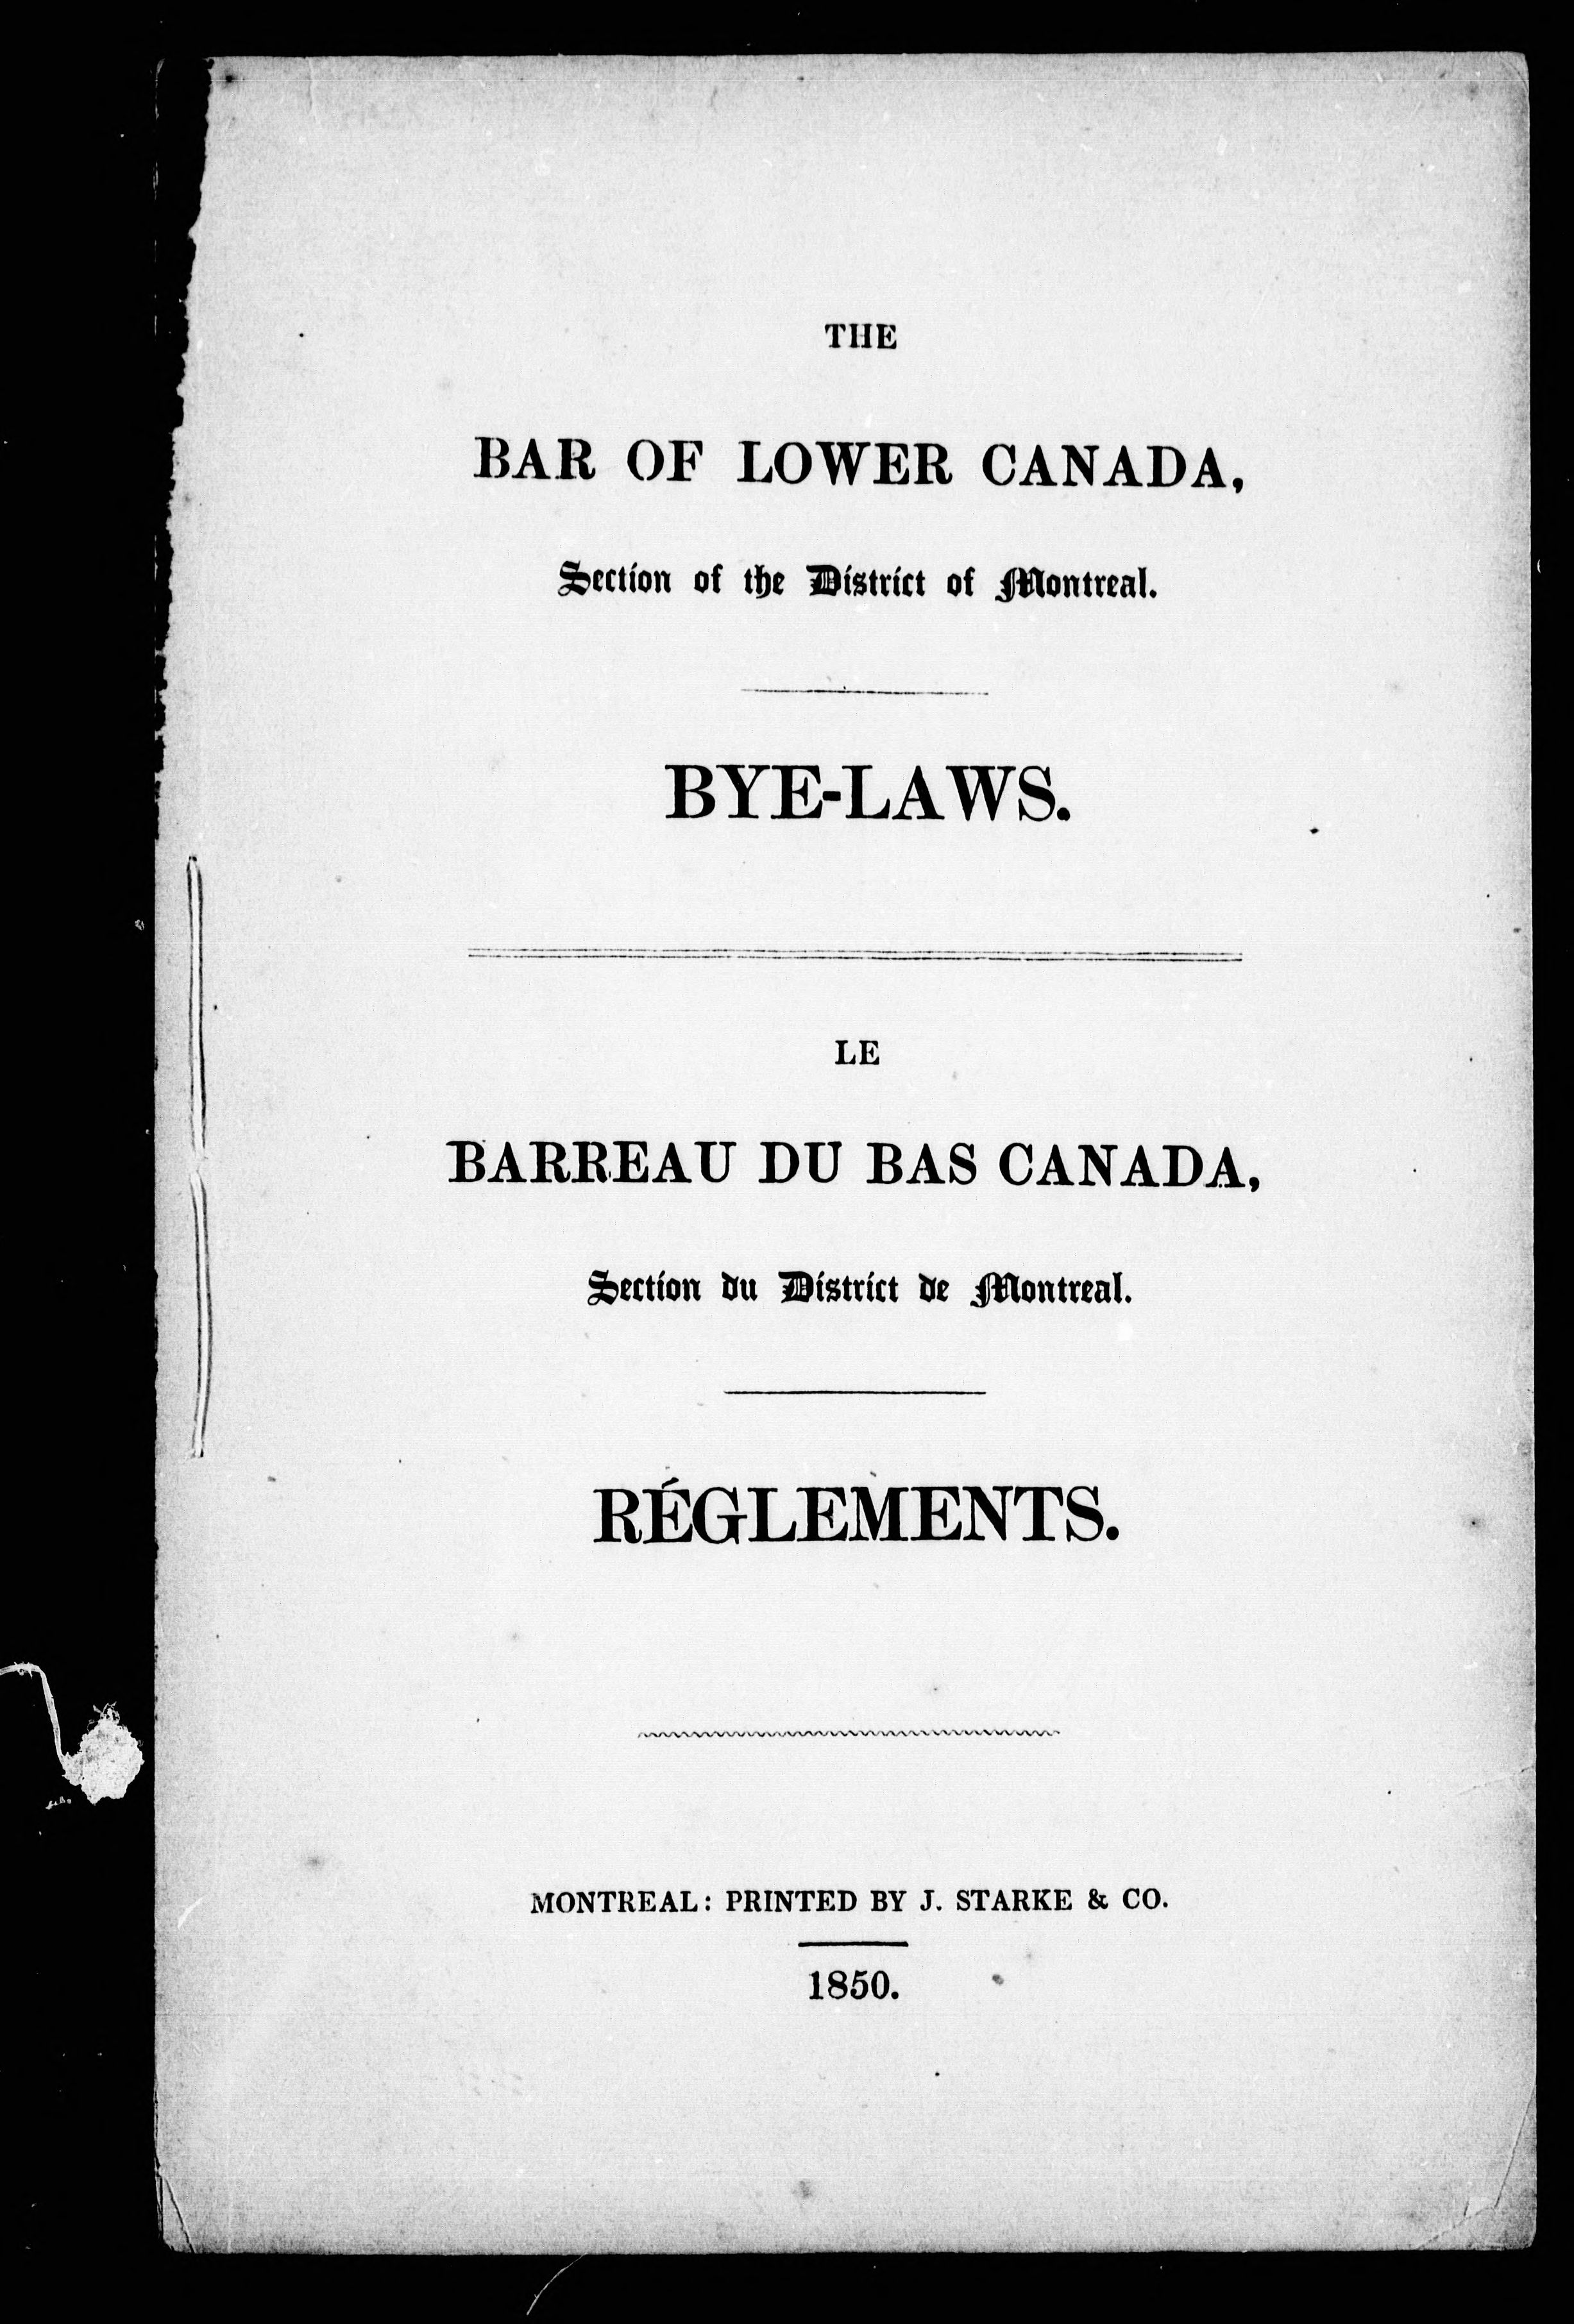 THE
BAR OF LOWER CANADA,
Section of the District of Montreal.
BYE-LAWS.
LE
BARREAU DU BAS CANADA,
Section du District de Montreal.
RÉGLEMENTS.
MONTREAL: PRINTED BY J. STARKE & CO.
1850.